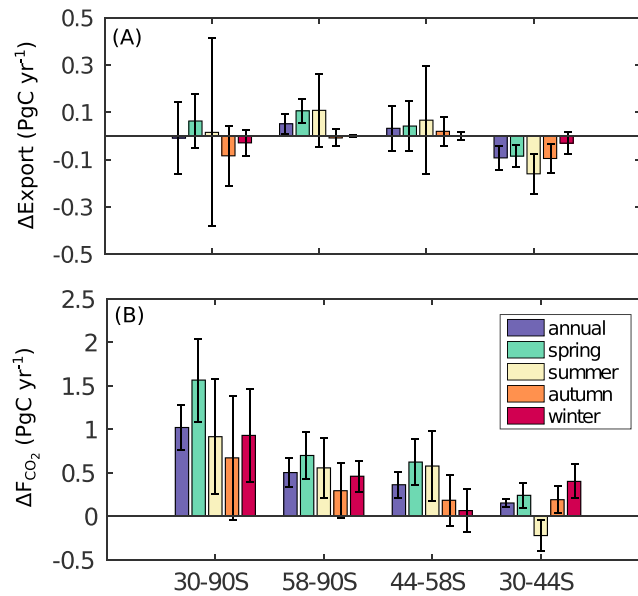 (A)
ΔExport (PgC yr⁻¹)
0.5
0.3
0.1
-0.1
-0.3
-0.5
(B)
ΔF_CO₂ (PgC yr⁻¹)
2.5
2
1.5
1
0.5
0
-0.5
annual
spring
summer
autumn
winter
30-90S 58-90S 44-58S 30-44S